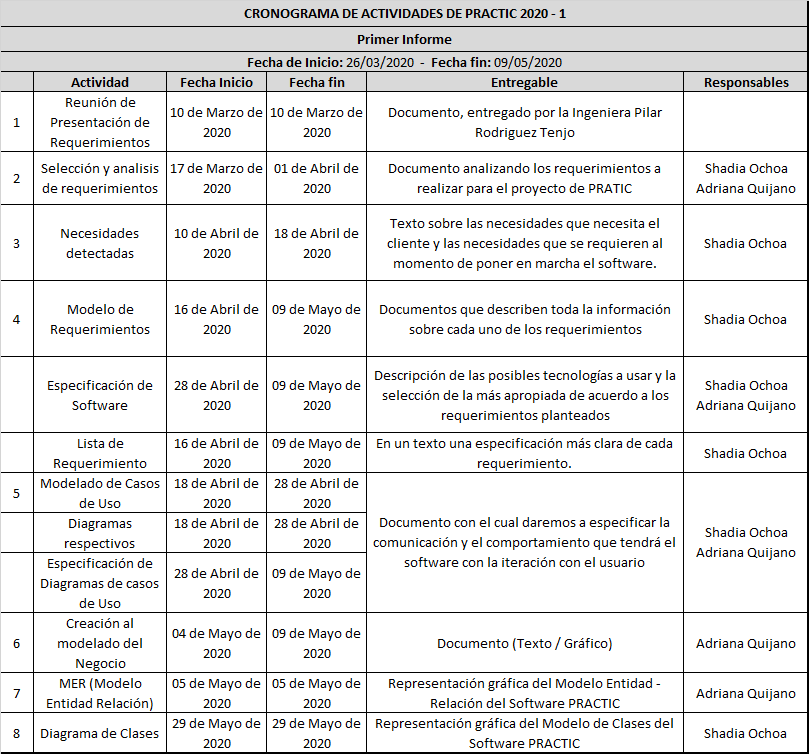 CRONOGRAMA DE ACTIVIDADES DE PRACTIC 2020 - 1
Primer Informe
Fecha de Inicio: 26/03/2020 - Fecha fin: 09/05/2020
Actividad Fecha Inicio Fecha fin Entregable Responsables
1
Reunión de
Presentación de
Requerimientos
10 de Marzo de
2020
10 de Marzo de
2020
Documento, entregado por la Ingeniera Pilar
Rodriguez Tenjo
2
Selección y analisis
de requerimientos
17 de Marzo de
2020
01 de Abril de
2020
Documento analizando los requerimientos a
realizar para el proyecto de PRATIC
Shadia Ochoa
Adriana Quijano
3
Necesidades
detectadas
10 de Abril de
2020
18 de Abril de
2020
Texto sobre las necesidades que necesita el
cliente y las necesidades que se requieren al
momento de poner en marcha el software.
Shadia Ochoa
4
Modelo de
Requerimientos
16 de Abril de
2020
09 de Mayo de
2020
Documentos que describen toda la información
sobre cada uno de los requerimientos
Shadia Ochoa
Especificación de
Software
28 de Abril de
2020
09 de Mayo de
2020
Descripción de las posibles tecnologías a usar y la
selección de la más apropiada de acuerdo a los
requerimientos planteados
Shadia Ochoa
Adriana Quijano
Lista de
Requerimiento
16 de Abril de
2020
09 de Mayo de
2020
En un texto una especificación más clara de cada
requerimiento.
Shadia Ochoa
5
Modelado de Casos
de Uso
18 de Abril de
2020
28 de Abril de
2020
Diagramas
respectivos
18 de Abril de
2020
28 de Abril de
2020
Especificación de
Diagramas de casos
de Uso
28 de Abril de
2020
09 de Mayo de
2020
Documento con el cual daremos a especificar la
comunicación y el comportamiento que tendrá el
software con la iteración con el usuario
Shadia Ochoa
Adriana Quijano
6
Creación al
modelado del
Negocio
04 de Mayo de
2020
09 de Mayo de
2020
Documento (Texto / Gráfico)
Adriana Quijano
7
MER (Modelo
Entidad Relación)
05 de Mayo de
2020
05 de Mayo de
2020
Representación gráfica del Modelo Entidad -
Relación del Software PRACTIC
Adriana Quijano
8
Diagrama de Clases
29 de Mayo de
2020
29 de Mayo de
2020
Representación gráfica del Modelo de Clases del
Software PRACTIC
Shadia Ochoa